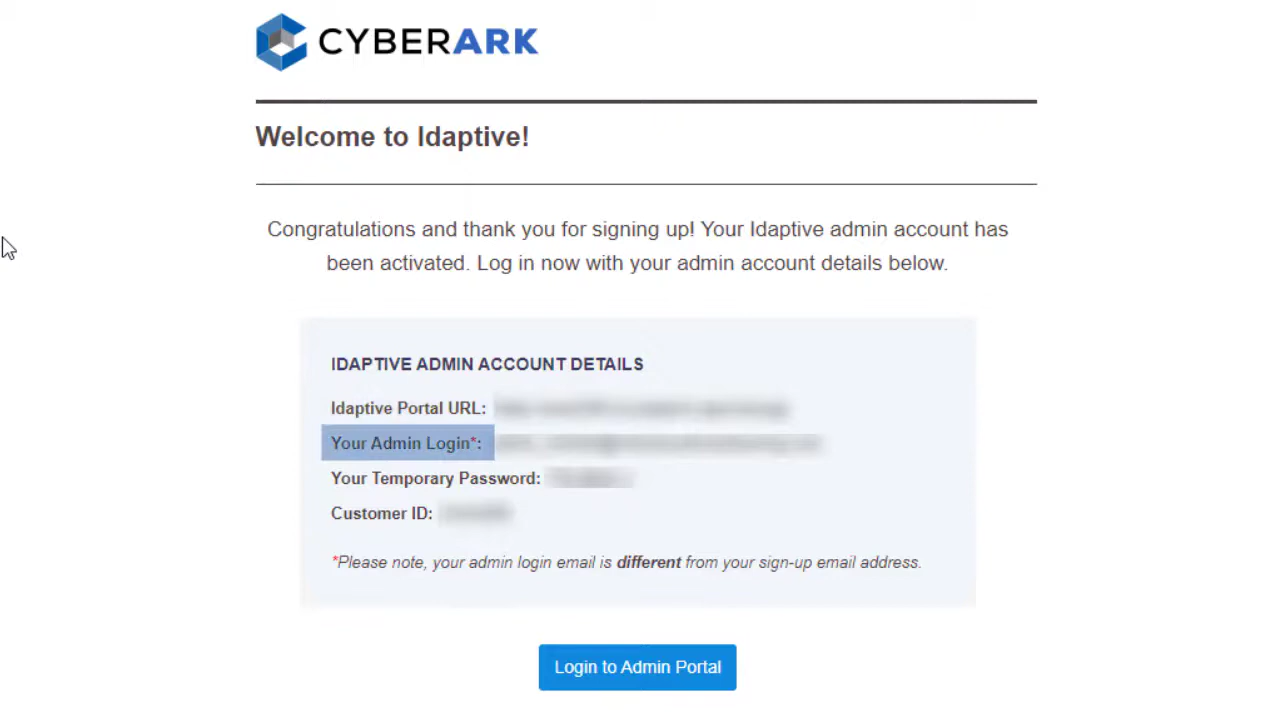 CYBERARK
Welcome to Idaptive!
Congratulations and thank you for signing up! Your Idaptive admin account has
been activated. Log in now with your admin account details below.
IDAPTIVE ADMIN ACCOUNT DETAILS
Idaptive Portal URL:
Your Admin Login*:
Your Temporary Password:
Customer ID:
*Please note, your admin login email is different from your sign-up email address.
Login to Admin Portal